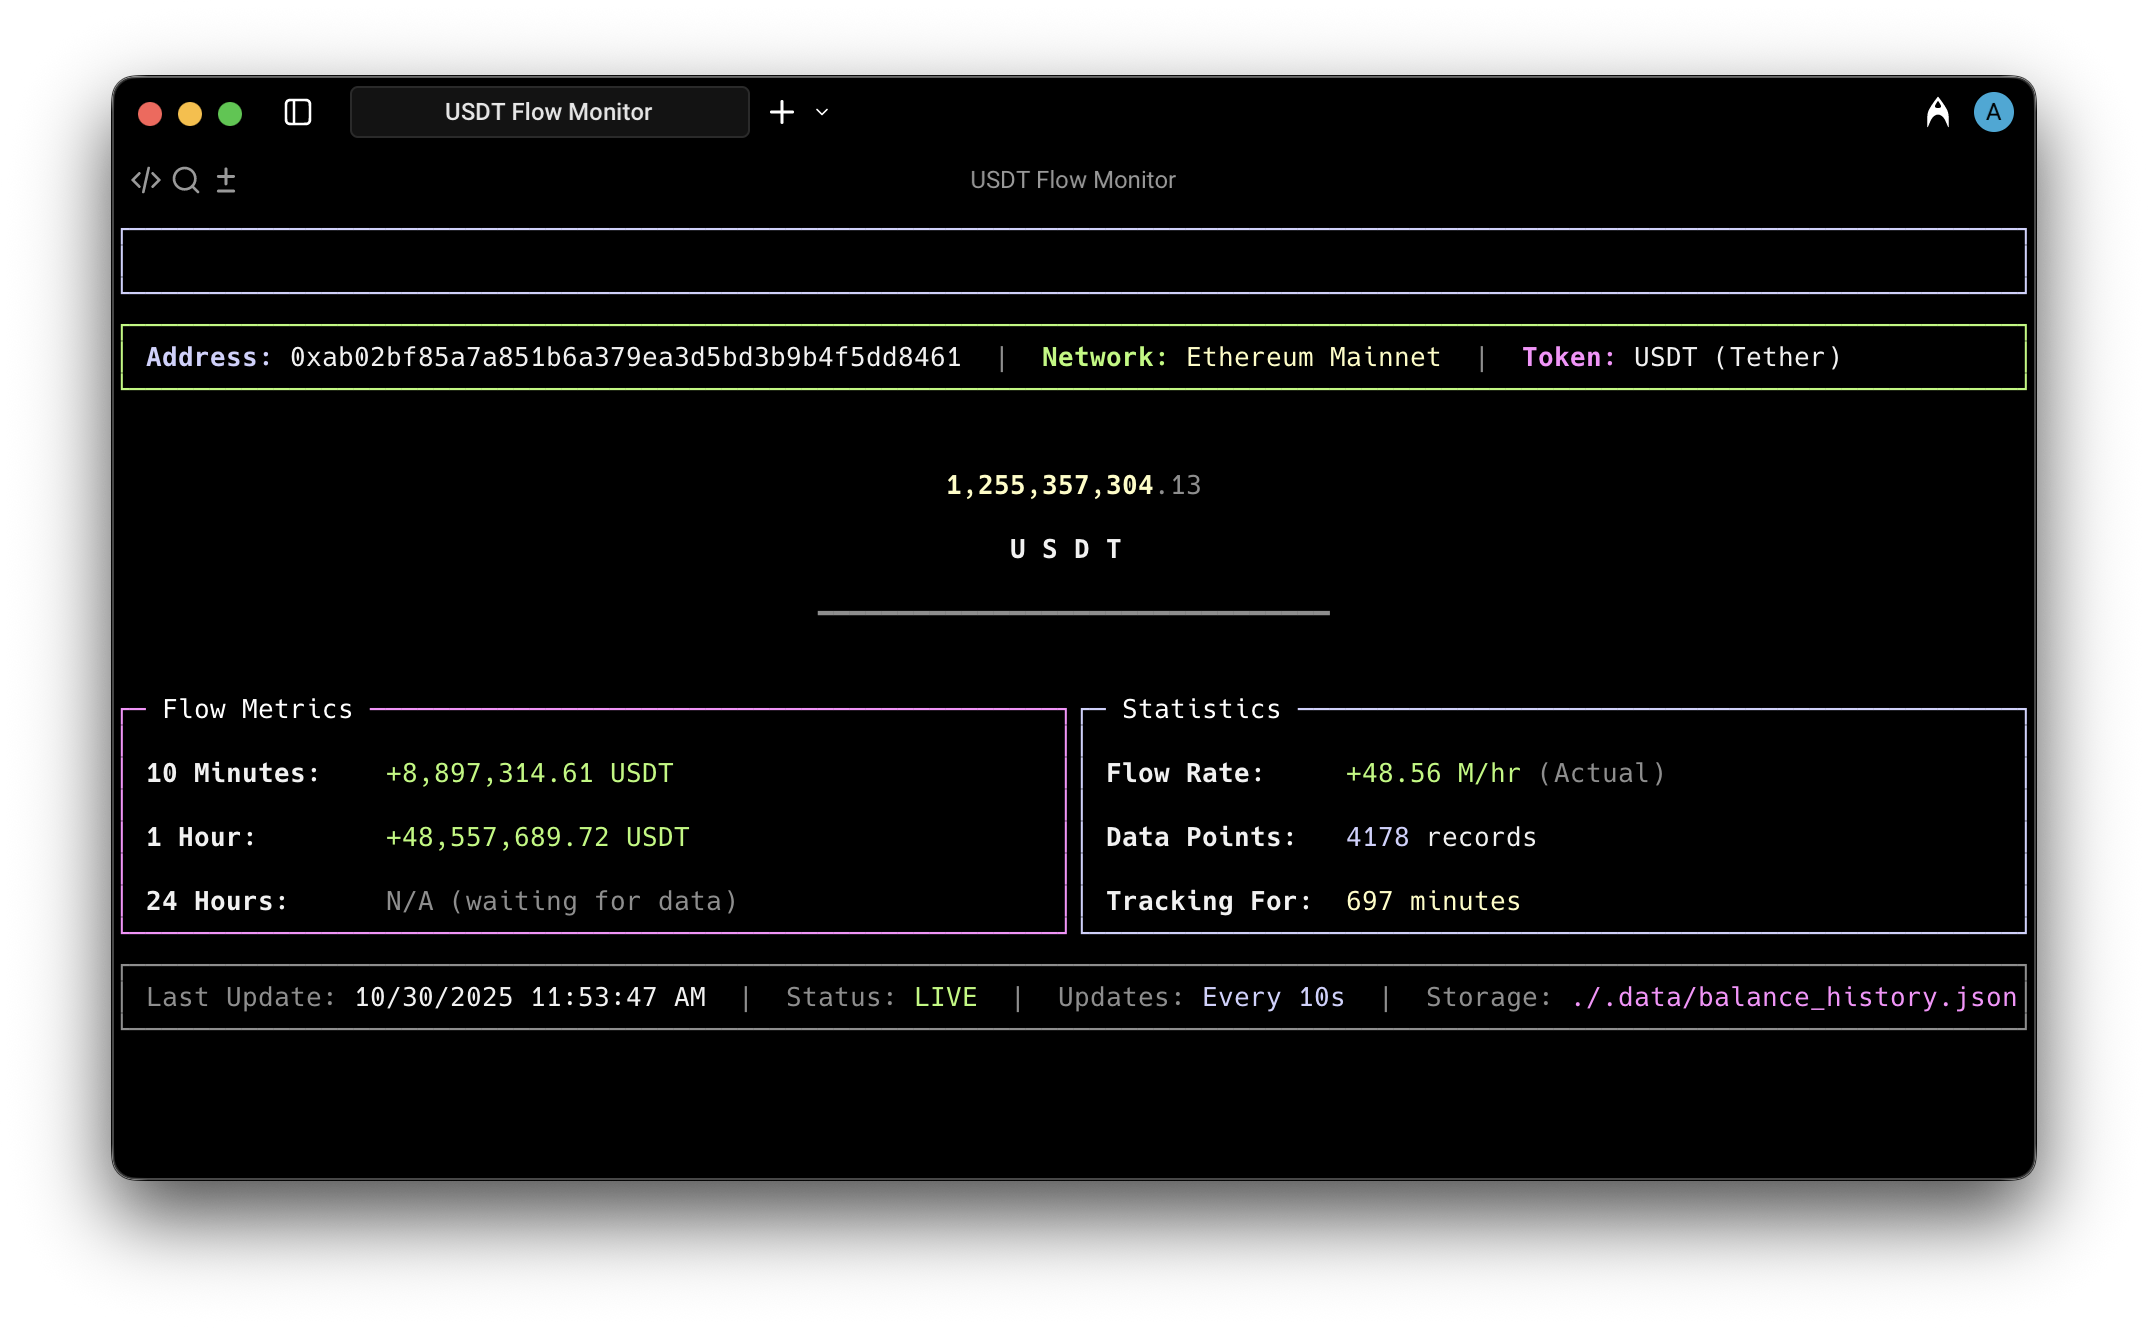 USDT Flow Monitor
A
USDT Flow Monitor
Address: 0xab02bf85a7a851b6a379ea3d5bd3b9b4f5dd8461 | Network: Ethereum Mainnet | Token: USDT (Tether)
1,255,357,304.13
U S D T
Flow Metrics
10 Minutes: +8,897,314.61 USDT
1 Hour: +48,557,689.72 USDT
24 Hours: N/A (waiting for data)
Statistics
Flow Rate: +48.56 M/hr (Actual)
Data Points: 4178 records
Tracking For: 697 minutes
Last Update: 10/30/2025 11:53:47 AM | Status: LIVE | Updates: Every 10s | Storage: ./.data/balance_history.json